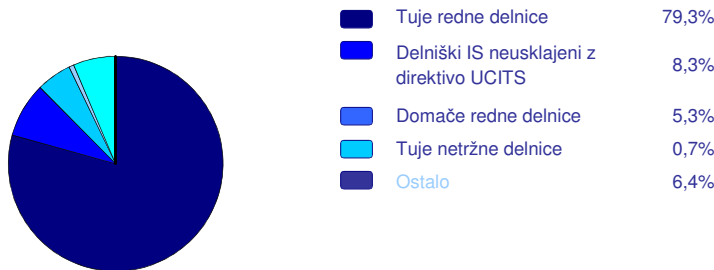 Tuje redne delnice 79,3%
Delniški IS neusklajeni z
direktivo UCITS 8,3%
Domače redne delnice 5,3%
Tuje netržne delnice 0,7%
Ostalo 6,4%